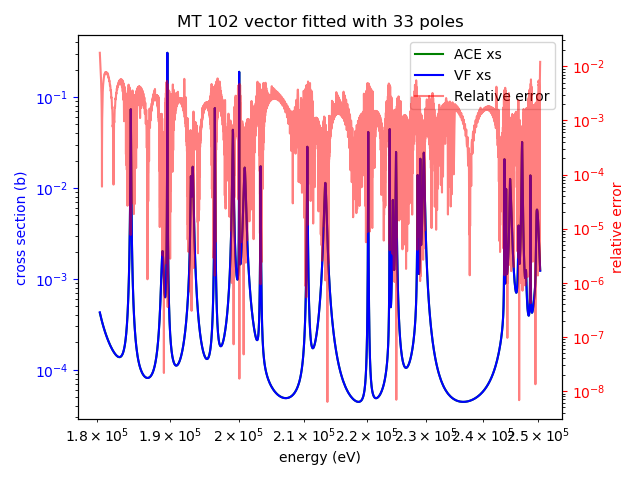 MT 102 vector fitted with 33 poles
ACE xs
VF xs
Relative error
10⁻¹
10⁻²
10⁻³
10⁻⁴
cross section (b)
10⁻²
10⁻³
10⁻⁴
10⁻⁵
10⁻⁶
10⁻⁷
10⁻⁸
relative error
1.8 × 10⁵ 1.9 × 10⁵ 2 × 10⁵ 2.1 × 10⁵ 2.2 × 10⁵ 2.3 × 10⁵ 2.4 × 10⁵ 2.5 × 10⁵
energy (eV)